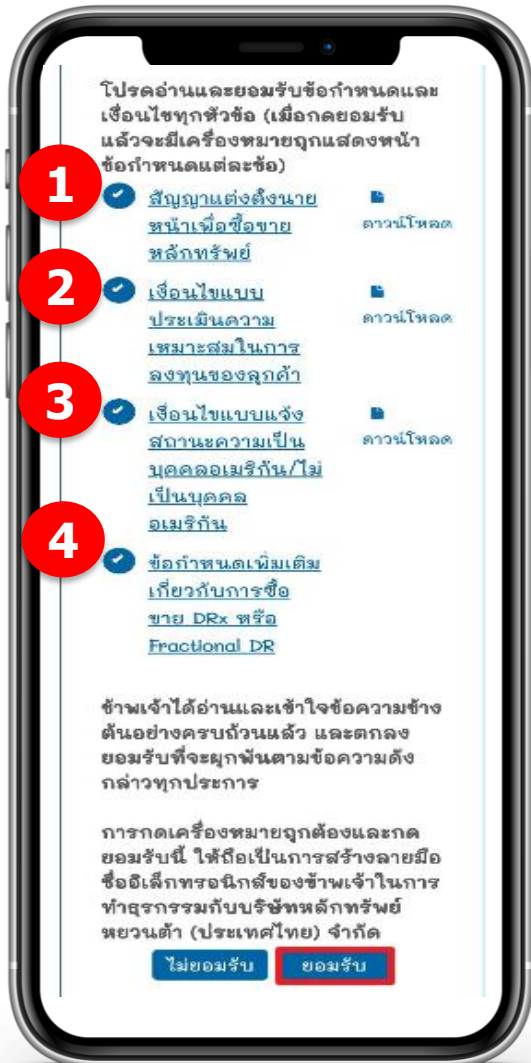 โปรดอ่านและยอมรับข้อกำหนดและ
เงื่อนไขทุกหัวข้อ (เมื่อกดยอมรับ
แล้วจะมีเครื่องหมายถูกแสดงหน้า
ข้อกำหนดแต่ละข้อ)
1
สัญญาแต่งตั้งนาย
หน้าเพื่อซื้อขาย
หลักทรัพย์
ดาวน์โหลด
2
เงื่อนไขแบบ
ประเมินความ
เหมาะสมในการ
ลงทุนของลูกค้า
ดาวน์โหลด
3
เงื่อนไขแบบแจ้ง
สถานะความเป็น
บุคคลอเมริกัน/ไม่
เป็นบุคคล
อเมริกัน
ดาวน์โหลด
4
ข้อกำหนดเพิ่มเติม
เกี่ยวกับการซื้อ
ขาย DRx หรือ
Fractional DR
ข้าพเจ้าได้อ่านและเข้าใจข้อความข้าง
ต้นอย่างครบถ้วนแล้ว และตกลง
ยอมรับที่จะผูกพันตามข้อความดัง
กล่าวทุกประการ
การกดเครื่องหมายถูกต้องและกด
ยอมรับนี้ ให้ถือเป็นการสร้างลายมือ
ชื่ออิเล็กทรอนิกส์ของข้าพเจ้าในการ
ทำธุรกรรมกับบริษัทหลักทรัพย์
หยวนต้า (ประเทศไทย) จำกัด
ไม่ยอมรับ ยอมรับ